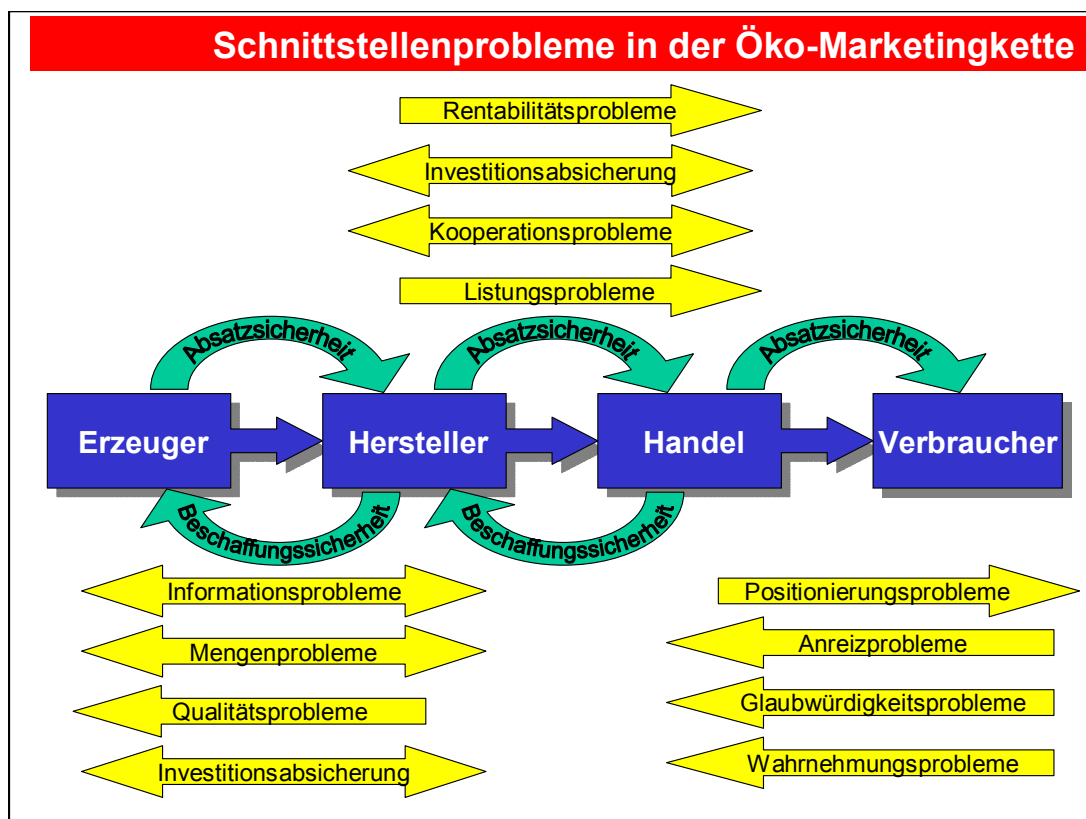 Schnittstellenprobleme in der Öko-Marketingkette
Rentabilitätsprobleme
Investitionsabsicherung
Kooperationsprobleme
Listungsprobleme
Absatzsicherheit
Absatzsicherheit
Absatzsicherheit
Erzeuger
Hersteller
Handel
Verbraucher
Beschaffungssicherheit
Beschaffungssicherheit
Informationsprobleme
Mengenprobleme
Qualitätsprobleme
Investitionsabsicherung
Positionierungsprobleme
Anreizprobleme
Glaubwürdigkeitsprobleme
Wahrnehmungsprobleme